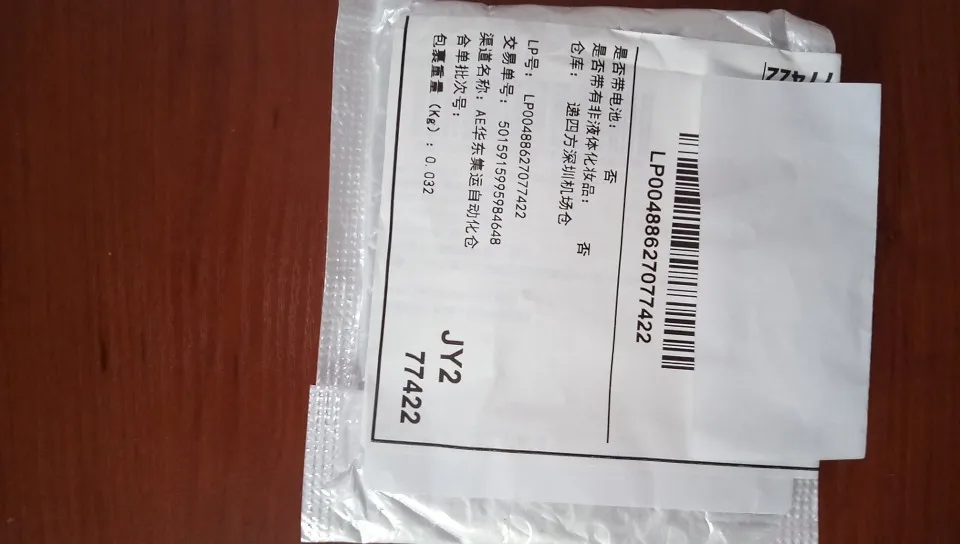 LP00488627077422
是否带电池： 否
是否带有非液体化妆品： 否
仓库： 递四方深圳机场仓
LP号： LP00488627077422
交易单号： 5015915995984648
渠道名称：AE华东集运自动化仓
合单批次号：
包裹重量（Kg）：0.032
JY2
77422